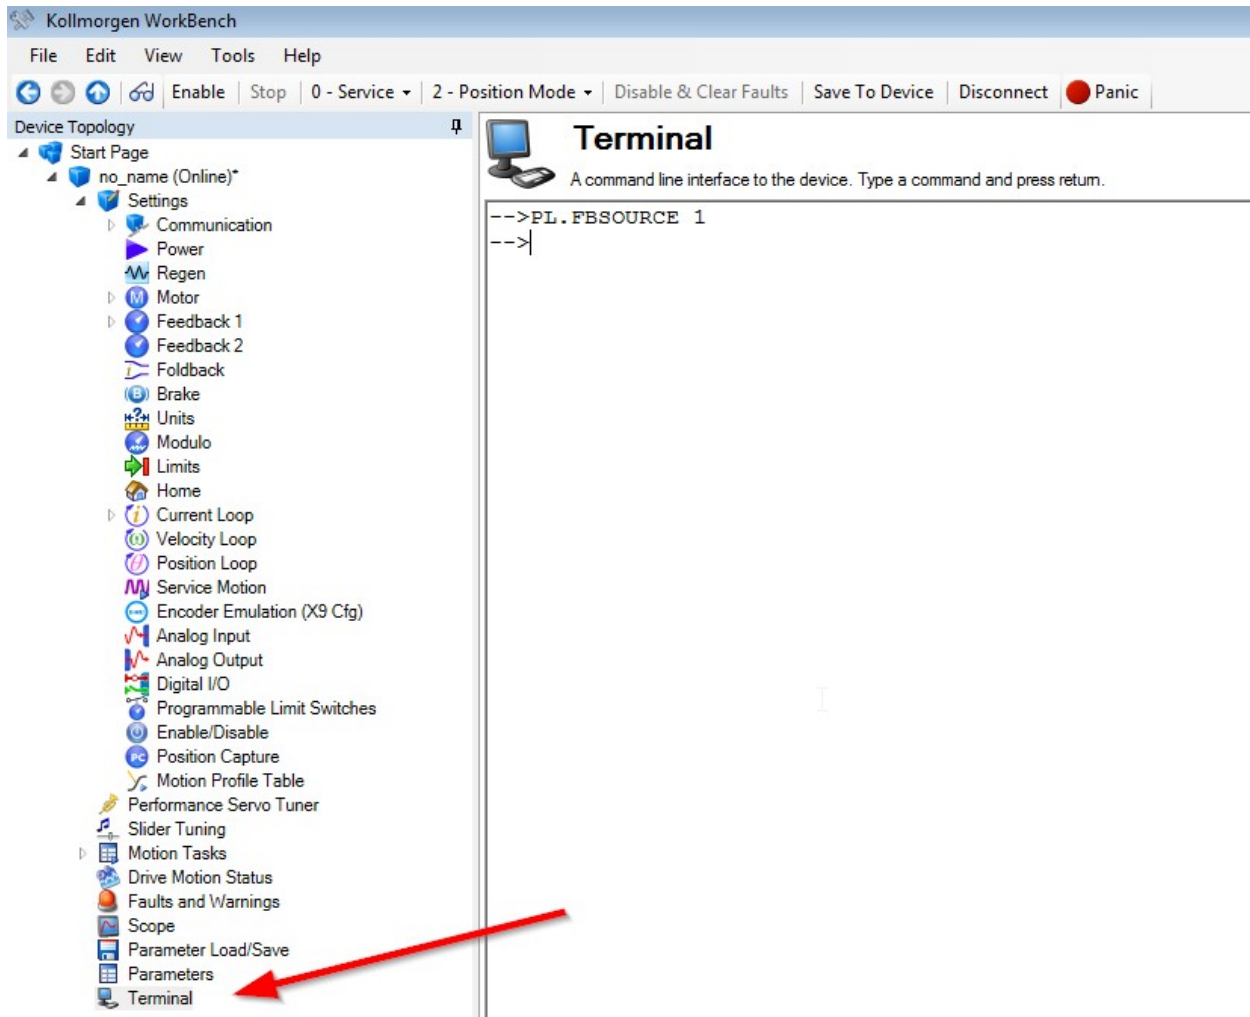 Kollmorgen WorkBench
File Edit View Tools Help
Enable Stop 0 - Service 2 - Position Mode Disable & Clear Faults Save To Device Disconnect Panic
Device Topology
Start Page
no_name (Online)*
Settings
Communication
Power
Regen
M Motor
Feedback 1
Feedback 2
Foldback
B Brake
Units
Modulo
Limits
Home
i Current Loop
Velocity Loop
Position Loop
Service Motion
Encoder Emulation (X9 Cfg)
Analog Input
Analog Output
Digital I/O
Programmable Limit Switches
Enable/Disable
PC Position Capture
Motion Profile Table
Performance Servo Tuner
Slider Tuning
Motion Tasks
Drive Motion Status
Faults and Warnings
Scope
Parameter Load/Save
Parameters
Terminal
Terminal
A command line interface to the device. Type a command and press return.
-->PL.FBSOURCE 1
-->